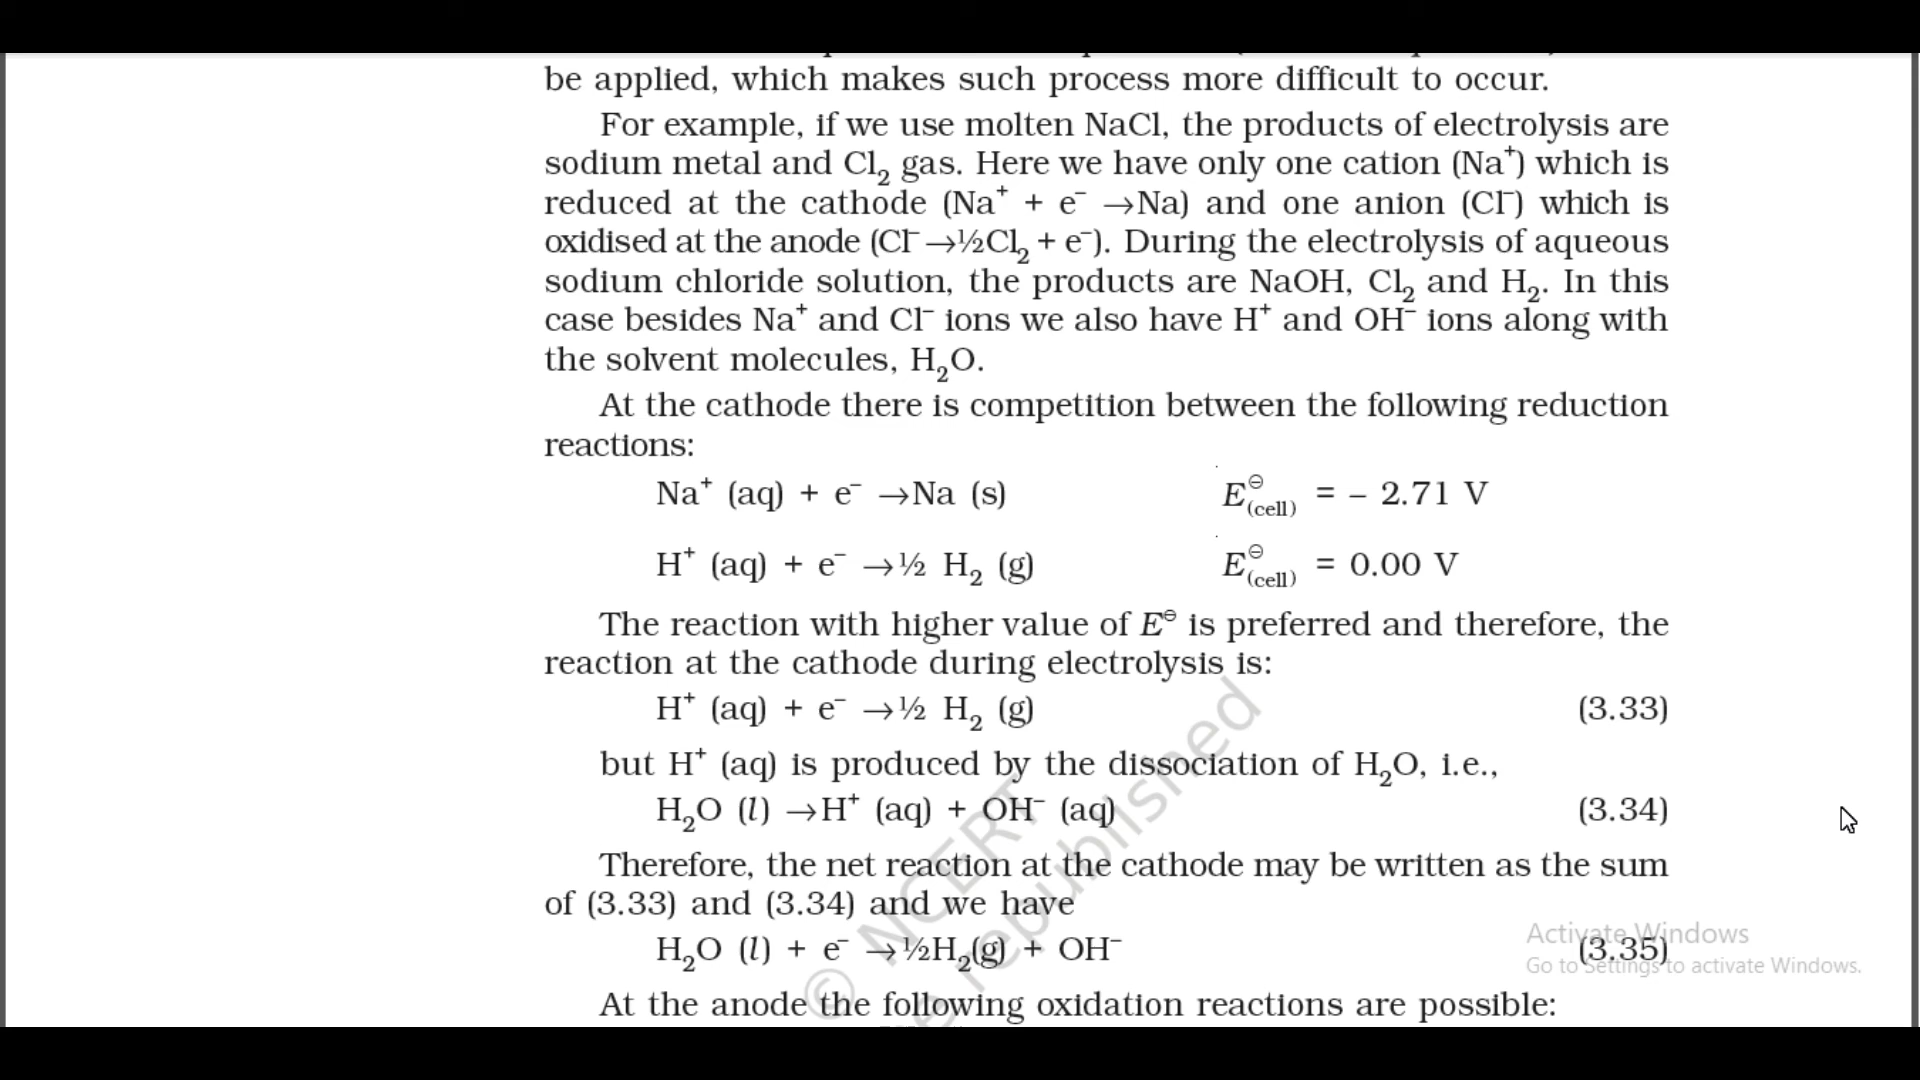 be applied, which makes such process more difficult to occur.
For example, if we use molten NaCl, the products of electrolysis are
sodium metal and Cl₂ gas. Here we have only one cation (Na⁺) which is
reduced at the cathode (Na⁺ + e⁻ →Na) and one anion (Cl⁻) which is
oxidised at the anode (Cl⁻→½Cl₂ + e⁻). During the electrolysis of aqueous
sodium chloride solution, the products are NaOH, Cl₂ and H₂. In this
case besides Na⁺ and Cl⁻ ions we also have H⁺ and OH⁻ ions along with
the solvent molecules, H₂O.
At the cathode there is competition between the following reduction
reactions:
Na⁺ (aq) + e⁻ →Na (s) E⊖(cell) = – 2.71 V
H⁺ (aq) + e⁻ →½ H₂ (g) E⊖(cell) = 0.00 V
The reaction with higher value of E⊖ is preferred and therefore, the
reaction at the cathode during electrolysis is:
H⁺ (aq) + e⁻ →½ H₂ (g) (3.33)
but H⁺ (aq) is produced by the dissociation of H₂O, i.e.,
H₂O (l) →H⁺ (aq) + OH⁻ (aq) (3.34)
Therefore, the net reaction at the cathode may be written as the sum
of (3.33) and (3.34) and we have
H₂O (l) + e⁻ →½H₂(g) + OH⁻ (3.35)
At the anode the following oxidation reactions are possible:
© NCERT
republished
Activate Windows
Go to Settings to activate Windows.